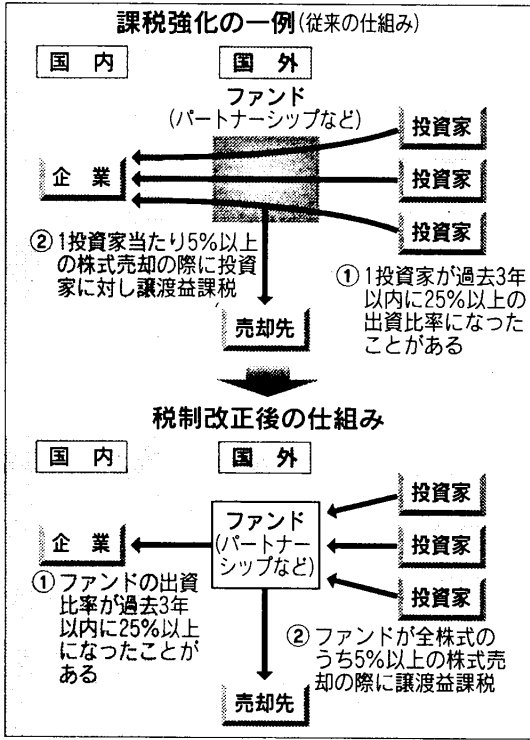 課税強化の一例(従来の仕組み)
国内
国外
ファンド
(パートナーシップなど)
投資家
投資家
投資家
企業
② 1投資家当たり5%以上
の株式売却の際に投資
家に対し譲渡益課税
① 1投資家が過去3年
以内に25%以上の
出資比率になった
ことがある
売却先
税制改正後の仕組み
国内
国外
投資家
投資家
投資家
ファンド
(パートナー
シップなど)
企業
① ファンドの出資
比率が過去3年
以内に25%以上
になったことが
ある
② ファンドが全株式の
うち5%以上の株式売
却の際に譲渡益課税
売却先